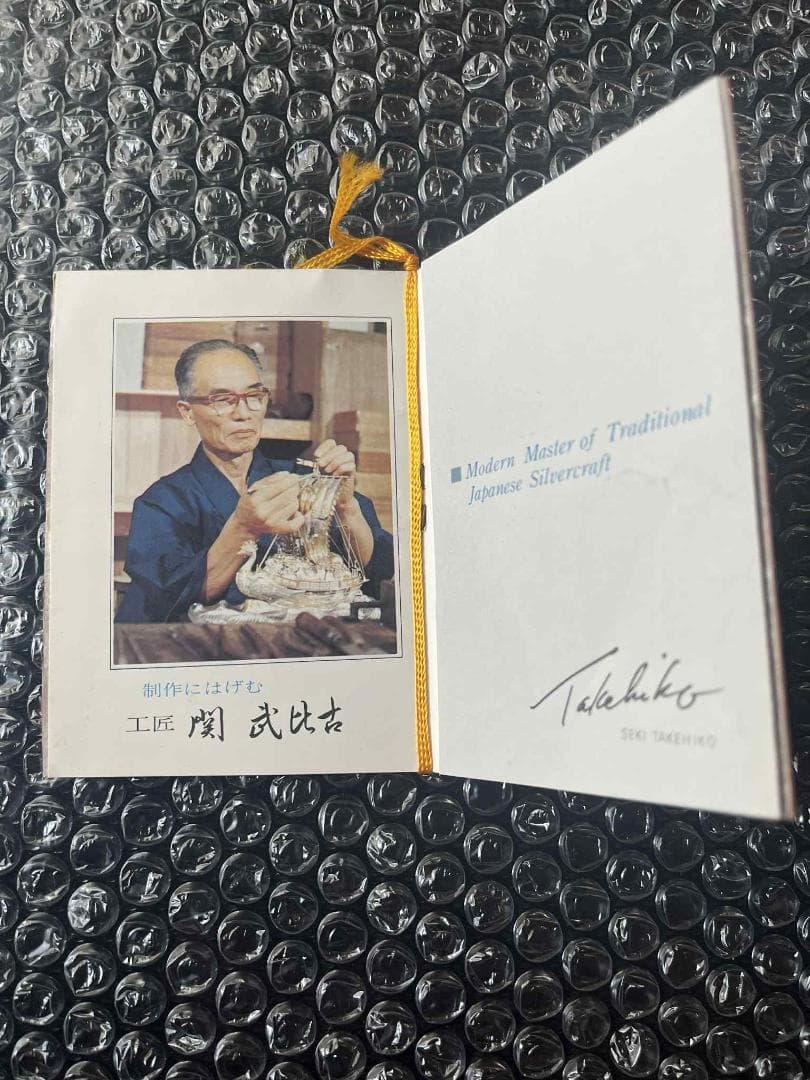 制作にはげむ
工匠 関 武比古
■Modern Master of Traditional
Japanese Silvercraft
Takehiko
SEKI TAKEHIKO